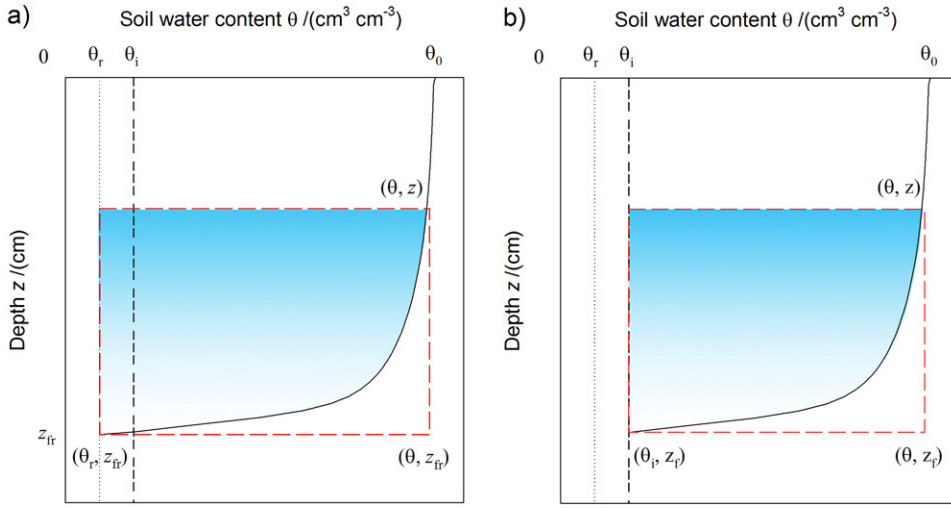 a) Soil water content θ /(cm³ cm⁻³)
0 θr θi θ0
Depth z /(cm)
(θ, z)
zfr
(θr, zfr) (θ, zfr)
b) Soil water content θ /(cm³ cm⁻³)
0 θr θi θ0
Depth z /(cm)
(θ, z)
(θi, zf) (θ, zf)